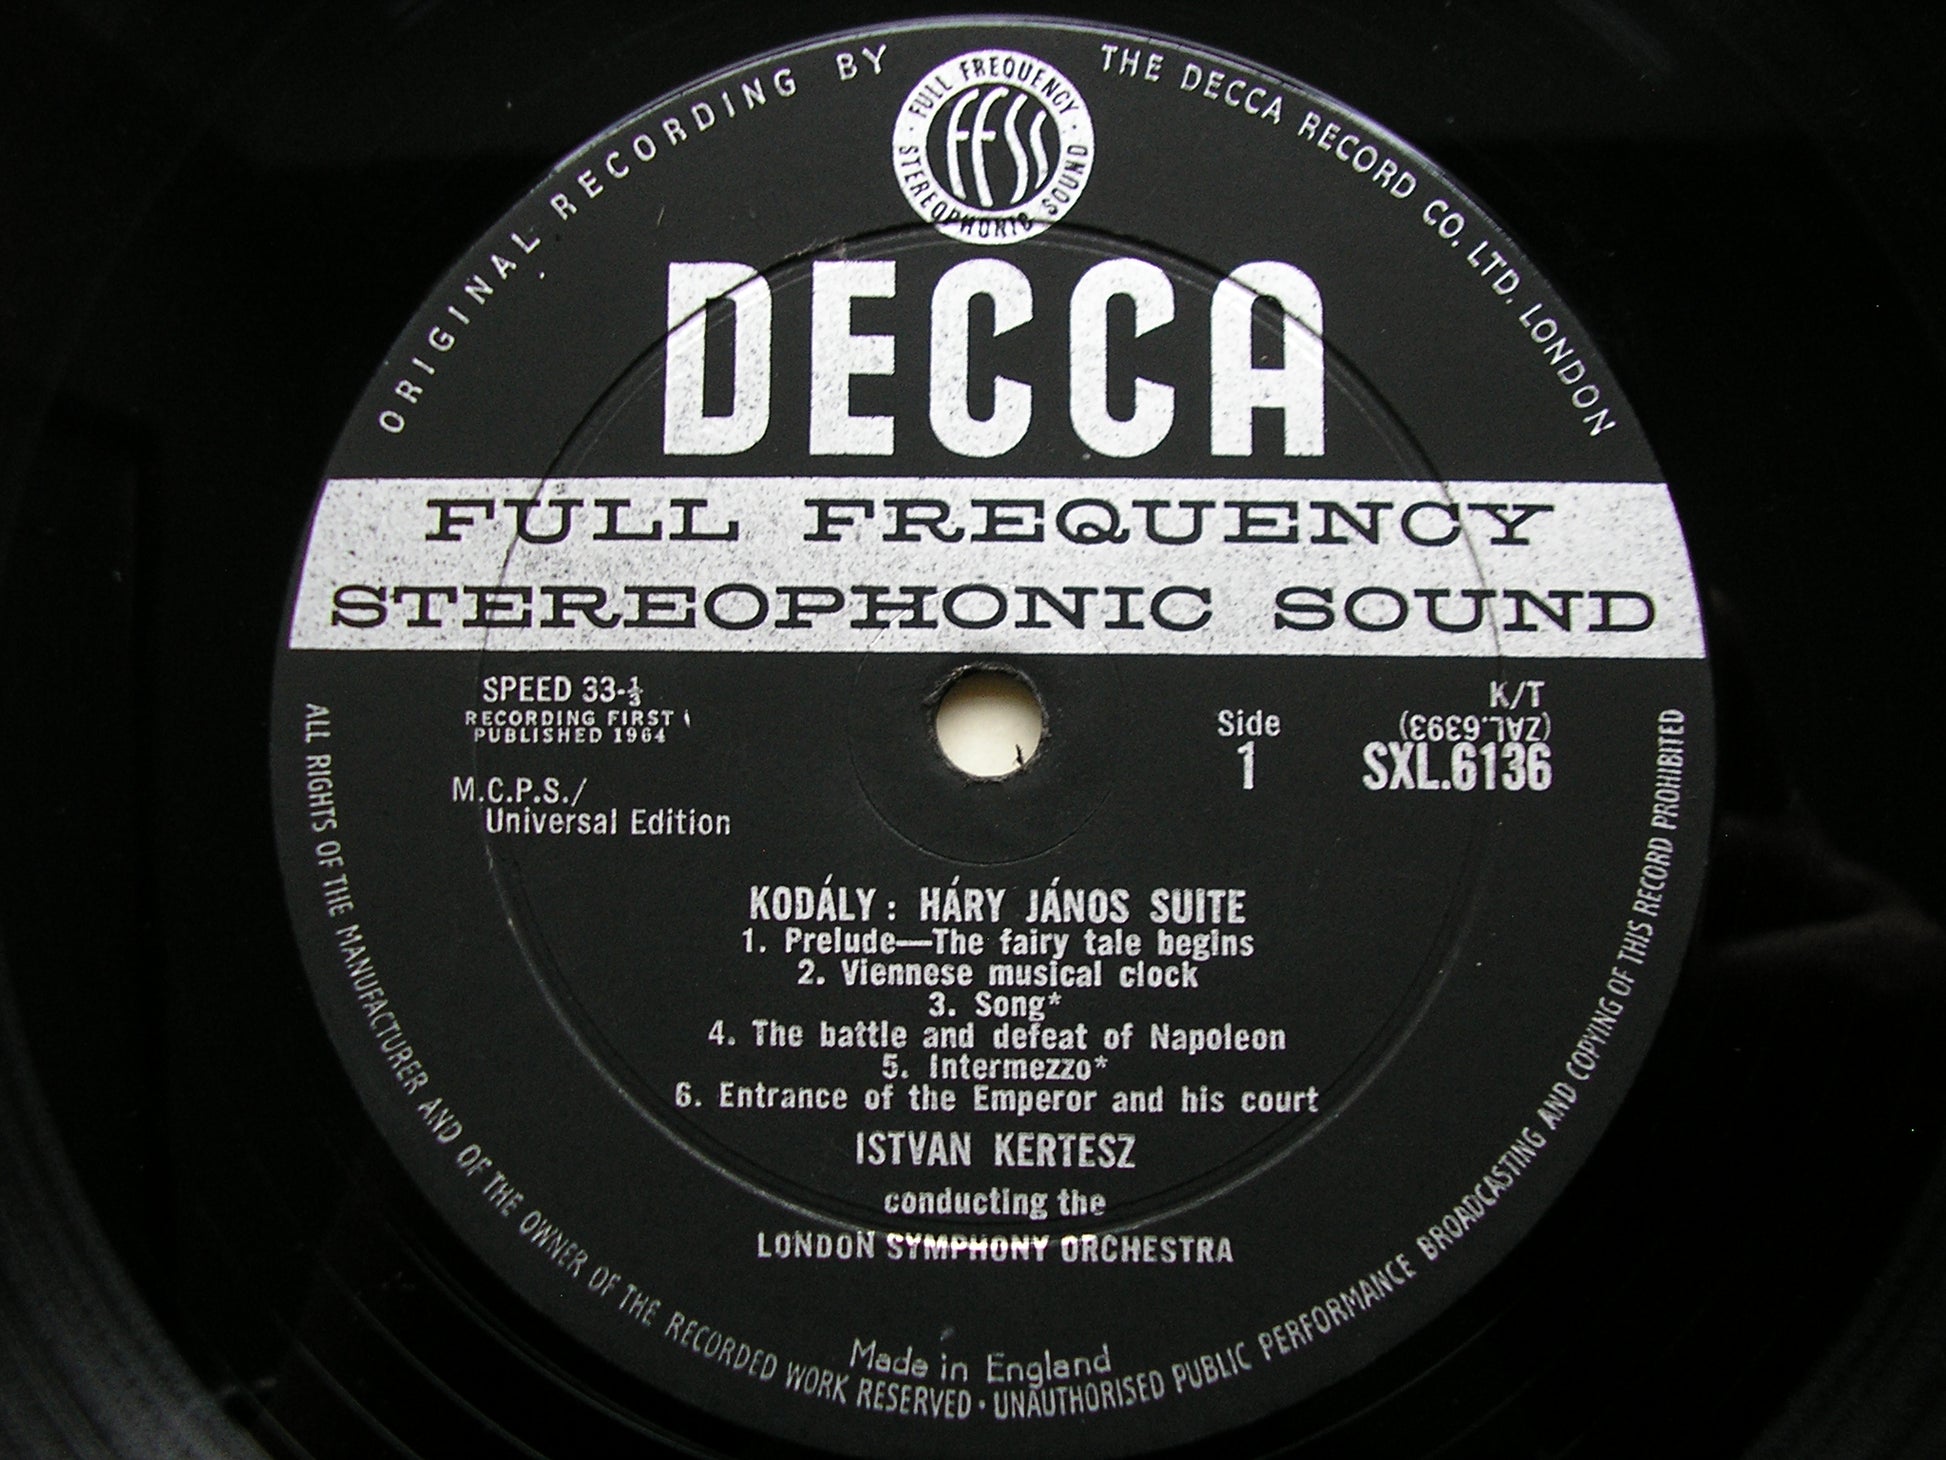 ORIGINAL RECORDING BY THE DECCA RECORD CO. LTD. LONDON
· FULL FREQUENCY · STEREOPHONIC SOUND
FFSS
DECCA
FULL FREQUENCY
STEREOPHONIC SOUND
SPEED 33-⅓
RECORDING FIRST
PUBLISHED 1964
M.C.P.S./
Universal Edition
Side
1
K/T
(ZAL.6393)
SXL.6136
KODÁLY : HÁRY JÁNOS SUITE
1. Prelude—The fairy tale begins
2. Viennese musical clock
3. Song*
4. The battle and defeat of Napoleon
5. Intermezzo*
6. Entrance of the Emperor and his court
ISTVAN KERTESZ
conducting the
LONDON SYMPHONY ORCHESTRA
Made in England
ALL RIGHTS OF THE MANUFACTURER AND OF THE OWNER OF THE RECORDED WORK RESERVED · UNAUTHORISED PUBLIC PERFORMANCE BROADCASTING AND COPYING OF THIS RECORD PROHIBITED